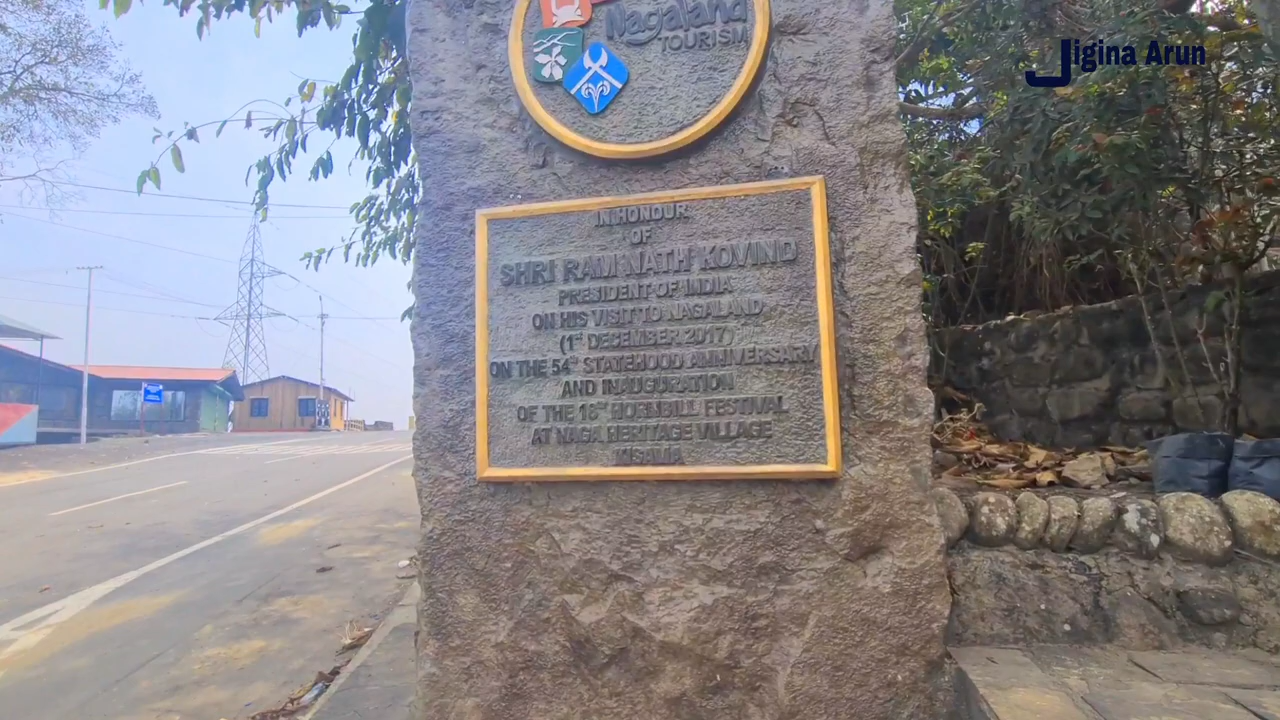 Nagaland
TOURISM
Jigina Arun
IN HONOUR
OF
SHRI RAM NATH KOVIND
PRESIDENT OF INDIA
ON HIS VISIT TO NAGALAND
(1st DECEMBER 2017)
ON THE 54th STATEHOOD ANNIVERSARY
AND INAUGURATION
OF THE 18TH HORNBILL FESTIVAL
AT NAGA HERITAGE VILLAGE
KISAMA